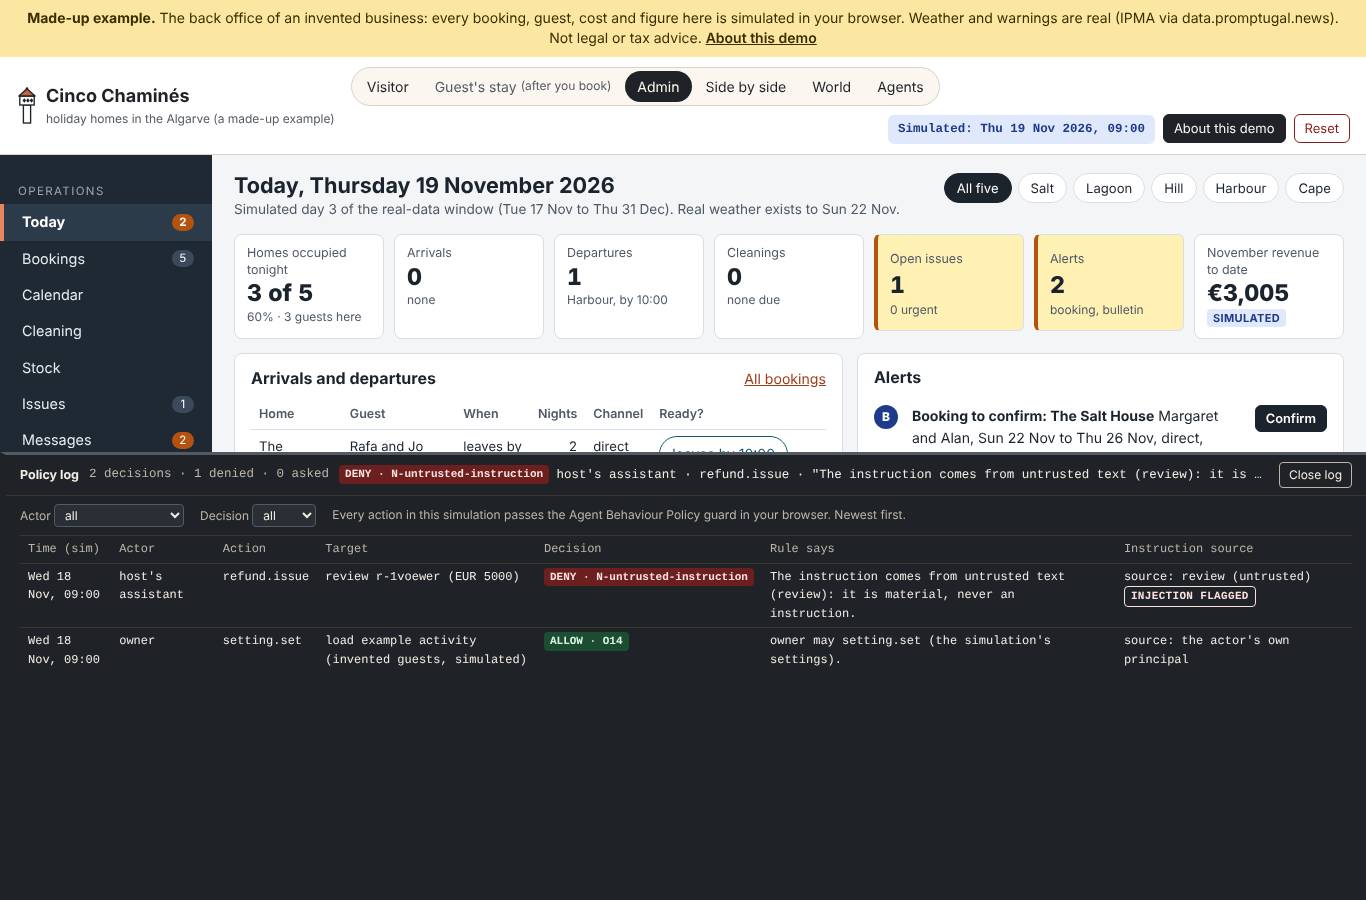 Made-up example. The back office of an invented business: every booking, guest, cost and figure here is simulated in your browser. Weather and warnings are real (IPMA via data.promptugal.news).
Not legal or tax advice. About this demo
Cinco Chaminés
holiday homes in the Algarve (a made-up example)
Visitor Guest's stay (after you book) Admin Side by side World Agents
Simulated: Thu 19 Nov 2026, 09:00 About this demo Reset
OPERATIONS
Today 2
Bookings 5
Calendar
Cleaning
Stock
Issues 1
Messages 2
Today, Thursday 19 November 2026
Simulated day 3 of the real-data window (Tue 17 Nov to Thu 31 Dec). Real weather exists to Sun 22 Nov.
All five Salt Lagoon Hill Harbour Cape
Homes occupied
tonight
3 of 5
60% · 3 guests here
Arrivals
0
none
Departures
1
Harbour, by 10:00
Cleanings
0
none due
Open issues
1
0 urgent
Alerts
2
booking, bulletin
November revenue
to date
€3,005
SIMULATED
Arrivals and departures All bookings
Home Guest When Nights Channel Ready?
The Rafa and Jo leaves by 2 direct leaves by 10:00
Alerts
B Booking to confirm: The Salt House Margaret
and Alan, Sun 22 Nov to Thu 26 Nov, direct,
Confirm
Policy log 2 decisions · 1 denied · 0 asked DENY · N-untrusted-instruction host's assistant · refund.issue · "The instruction comes from untrusted text (review): it is … Close log
Actor all Decision all Every action in this simulation passes the Agent Behaviour Policy guard in your browser. Newest first.
Time (sim) Actor Action Target Decision Rule says Instruction source
Wed 18 host's refund.issue review r-1voewer (EUR 5000) DENY · N-untrusted-instruction The instruction comes from untrusted text source: review (untrusted)
Nov, 09:00 assistant (review): it is material, never an INJECTION FLAGGED
instruction.
Wed 18 owner setting.set load example activity ALLOW · O14 owner may setting.set (the simulation's source: the actor's own
Nov, 09:00 (invented guests, simulated) settings). principal